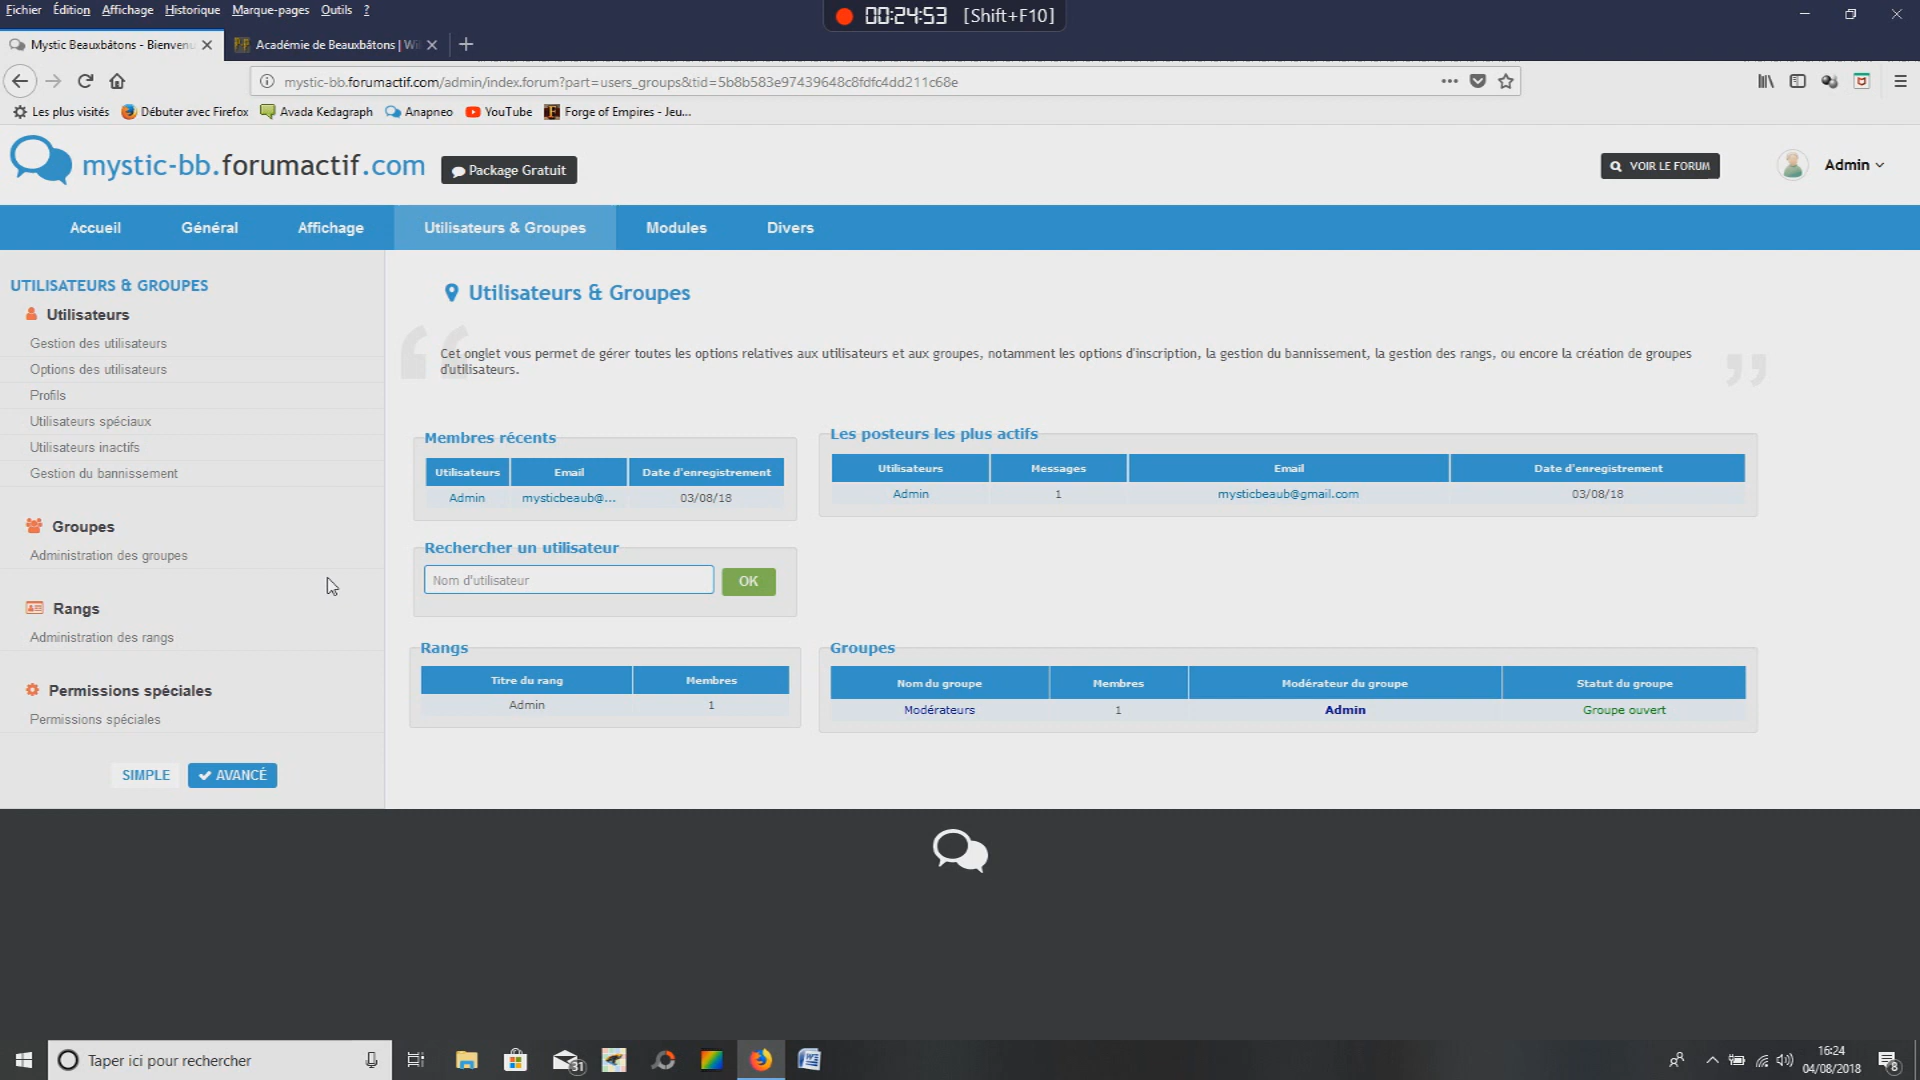 Fichier Édition Affichage Historique Marque-pages Outils ?
00:24:53 [Shift+F10]
Mystic Beauxbâtons - Bienvenu
Académie de Beauxbâtons | Wi
mystic-bb.forumactif.com/admin/index.forum?part=users_groups&tid=5b8b583e97439648c8fdfc4dd211c68e
Les plus visités Débuter avec Firefox Avada Kedagraph Anapneo YouTube Forge of Empires - Jeu...
mystic-bb.forumactif.com
Package Gratuit
VOIR LE FORUM
Admin
Accueil Général Affichage Utilisateurs & Groupes Modules Divers
UTILISATEURS & GROUPES
Utilisateurs
Gestion des utilisateurs
Options des utilisateurs
Profils
Utilisateurs spéciaux
Utilisateurs inactifs
Gestion du bannissement
Groupes
Administration des groupes
Rangs
Administration des rangs
Permissions spéciales
Permissions spéciales
SIMPLE AVANCÉ
Utilisateurs & Groupes
Cet onglet vous permet de gérer toutes les options relatives aux utilisateurs et aux groupes, notamment les options d'inscription, la gestion du bannissement, la gestion des rangs, ou encore la création de groupes
d'utilisateurs.
Membres récents
Utilisateurs Email Date d'enregistrement
Admin mysticbeaub@... 03/08/18
Les posteurs les plus actifs
Utilisateurs Messages Email Date d'enregistrement
Admin 1 mysticbeaub@gmail.com 03/08/18
Rechercher un utilisateur
Nom d'utilisateur OK
Rangs
Titre du rang Membres
Admin 1
Groupes
Nom du groupe Membres Modérateur du groupe Statut du groupe
Modérateurs 1 Admin Groupe ouvert
Taper ici pour rechercher
31
16:24
04/08/2018
8